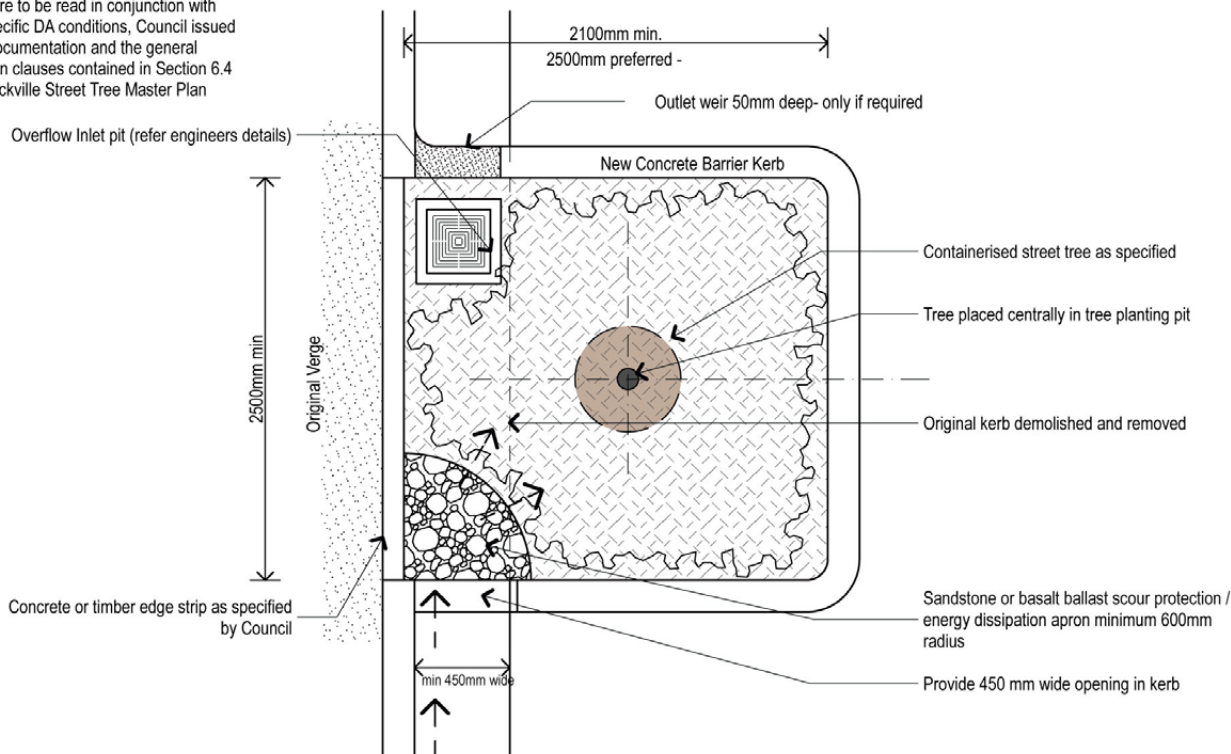 re to be read in conjunction with
ecific DA conditions, Council issued
ocumentation and the general
n clauses contained in Section 6.4
ckville Street Tree Master Plan
2100mm min.
2500mm preferred -
Outlet weir 50mm deep- only if required
Overflow Inlet pit (refer engineers details)
New Concrete Barrier Kerb
Containerised street tree as specified
Tree placed centrally in tree planting pit
2500mm min
Original Verge
Original kerb demolished and removed
Concrete or timber edge strip as specified
by Council
Sandstone or basalt ballast scour protection /
energy dissipation apron minimum 600mm
radius
min 450mm wide
Provide 450 mm wide opening in kerb